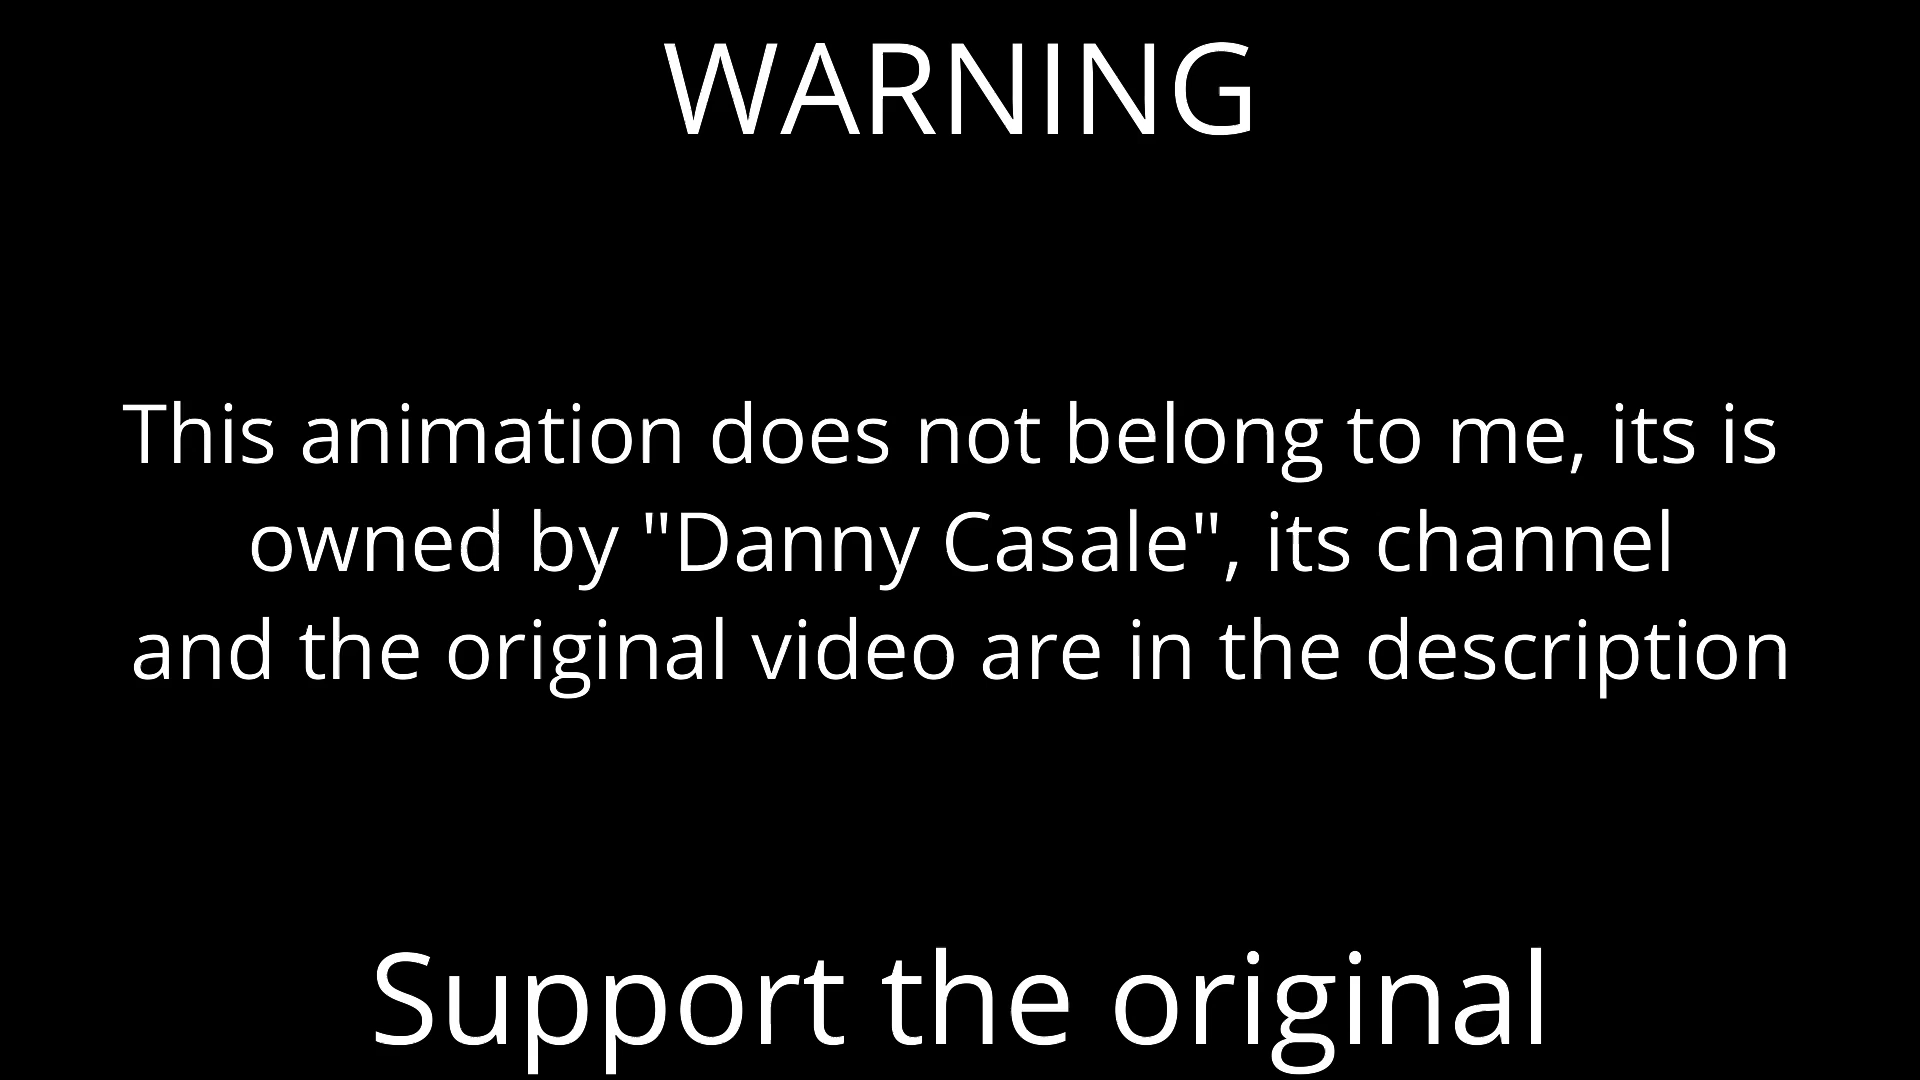 WARNING
This animation does not belong to me, its is
owned by "Danny Casale", its channel
and the original video are in the description
Support the original